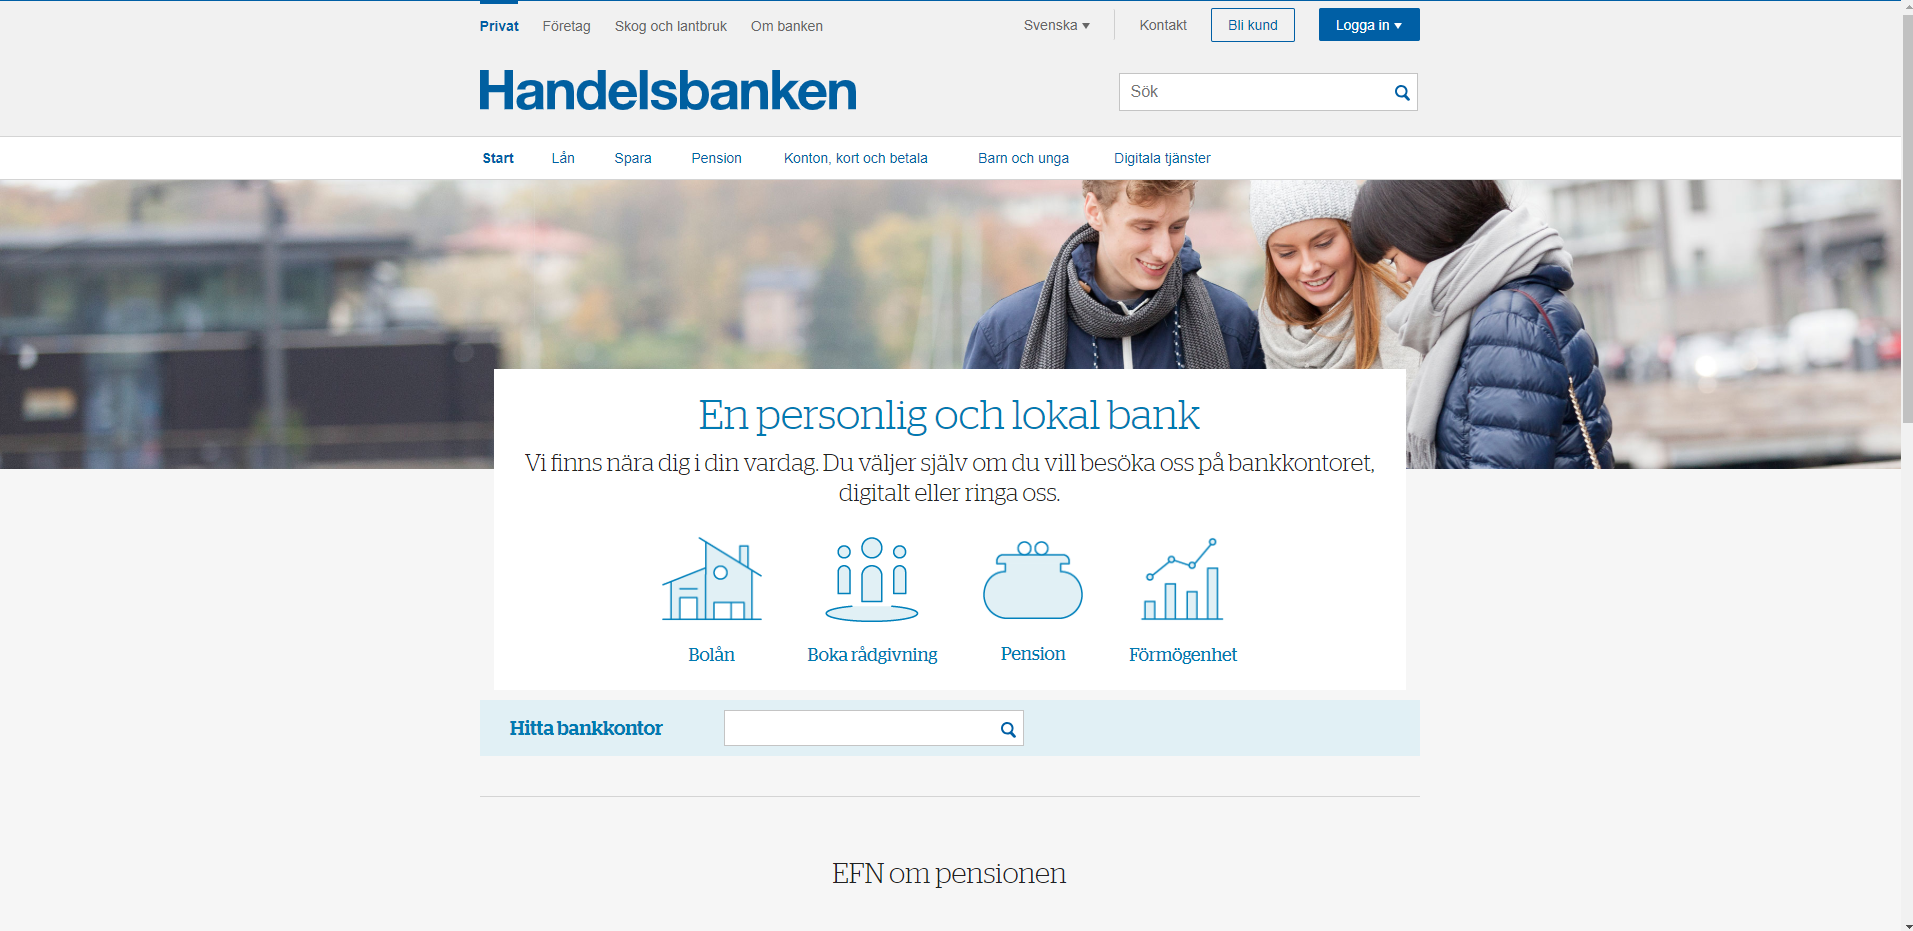 Privat Företag Skog och lantbruk Om banken Svenska Kontakt Bli kund Logga in
Handelsbanken
Sök
Start Lån Spara Pension Konton, kort och betala Barn och unga Digitala tjänster
En personlig och lokal bank
Vi finns nära dig i din vardag. Du väljer själv om du vill besöka oss på bankkontoret,
digitalt eller ringa oss.
Bolån Boka rådgivning Pension Förmögenhet
Hitta bankkontor
EFN om pensionen